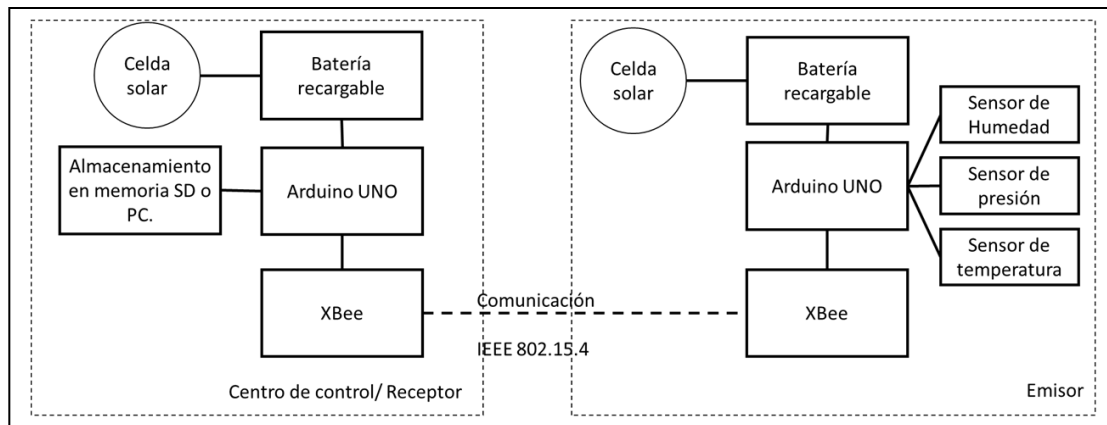 Celda
solar
Batería
recargable
Almacenamiento
en memoria SD o
PC.
Arduino UNO
XBee
Centro de control/ Receptor
Comunicación
IEEE 802.15.4
Celda
solar
Batería
recargable
Arduino UNO
XBee
Sensor de
Humedad
Sensor de
presión
Sensor de
temperatura
Emisor